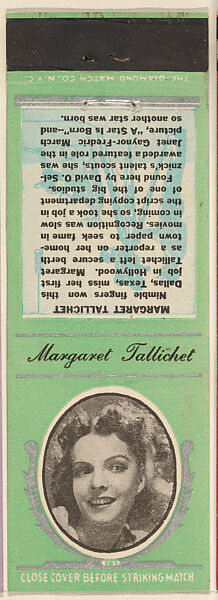 THE DIAMOND MATCH CO. N.Y.C.
MARGARET TALLICHET
Nimble fingers won this
Dallas, Texas, miss her first
job in Hollywood. Margaret
Tallichet left a secure berth
as a reporter on her home-
town paper to seek fame in
movies. Recognition was slow
in coming, so she took a job in
the script copying department
of one of the big studios.
Found here by David O. Sel-
znick's talent scouts, she was
awarded a featured role in the
Janet Gaynor-Fredric March
picture, "A Star Is Born"—and
so another star was born.
Margaret Tallichet
CLOSE COVER BEFORE STRIKING MATCH